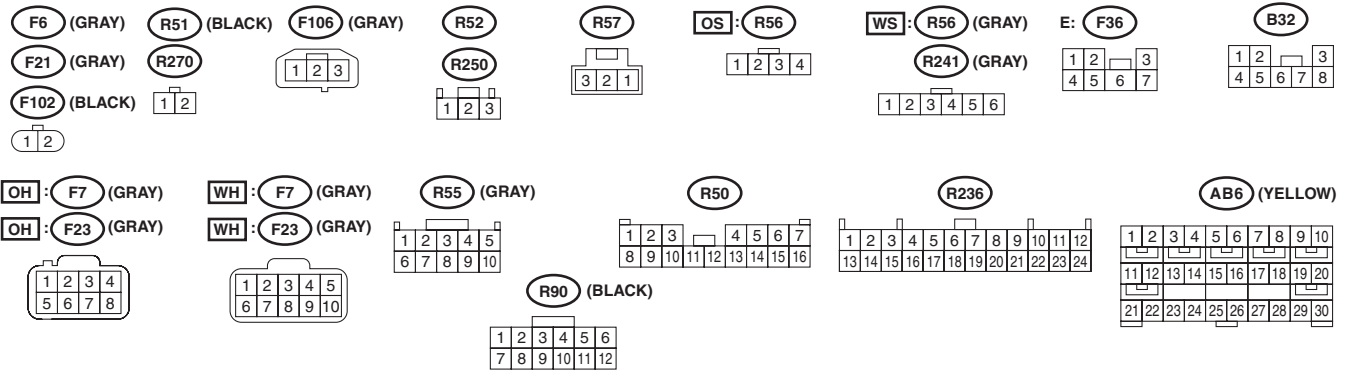 F6 (GRAY) R51 (BLACK) F106 (GRAY) R52 R57 OS : R56 WS : R56 (GRAY) E: F36 B32
F21 (GRAY) R270 R250 R241 (GRAY)
F102 (BLACK)
1 2
1 2
1 2 3
1 2 3
3 2 1
1 2 3 4
1 2 3 4 5 6
1 2 3
4 5 6 7
1 2 3
4 5 6 7 8
OH : F7 (GRAY) WH : F7 (GRAY) R55 (GRAY) R50 R236 AB6 (YELLOW)
OH : F23 (GRAY) WH : F23 (GRAY)
1 2 3 4
5 6 7 8
1 2 3 4 5
6 7 8 9 10
1 2 3 4 5
6 7 8 9 10
1 2 3 4 5 6 7
8 9 10 11 12 13 14 15 16
1 2 3 4 5 6 7 8 9 10 11 12
13 14 15 16 17 18 19 20 21 22 23 24
1 2 3 4 5 6 7 8 9 10
11 12 13 14 15 16 17 18 19 20
21 22 23 24 25 26 27 28 29 30
R90 (BLACK)
1 2 3 4 5 6
7 8 9 10 11 12